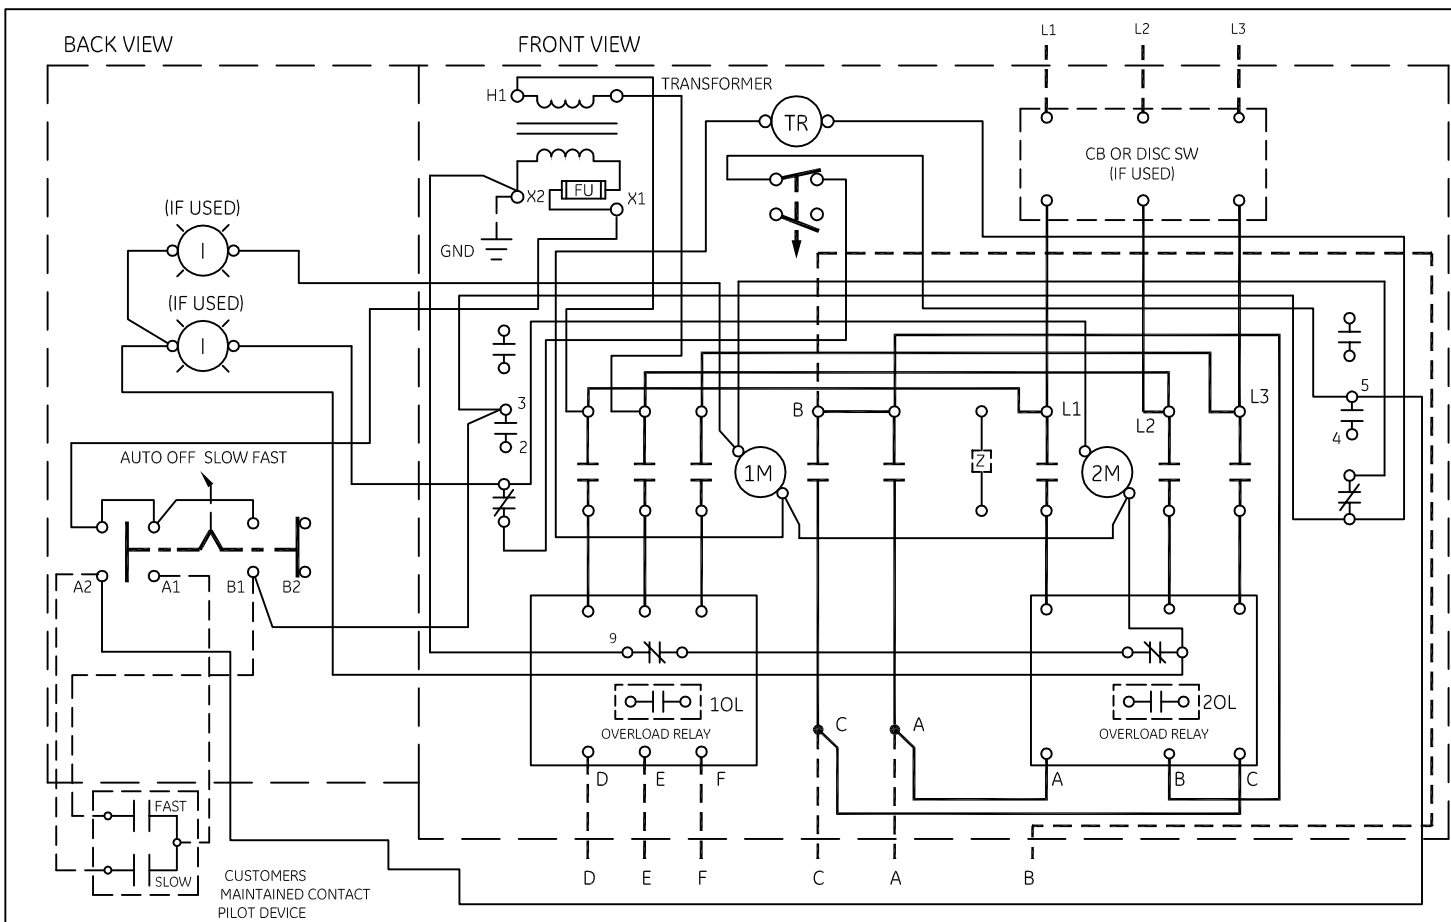 L1 L2 L3
BACK VIEW
FRONT VIEW
TRANSFORMER
H1
TR
CB OR DISC SW
(IF USED)
FU
X2
X1
(IF USED)
I
GND
(IF USED)
I
3
2
5
4
B
L1
L2
L3
1M
Z
2M
AUTO OFF SLOW FAST
A2
A1
B1
B2
9
1OL
2OL
OVERLOAD RELAY
OVERLOAD RELAY
C
A
D
E
F
A
B
C
FAST
SLOW
D
E
F
C
A
B
CUSTOMERS
MAINTAINED CONTACT
PILOT DEVICE